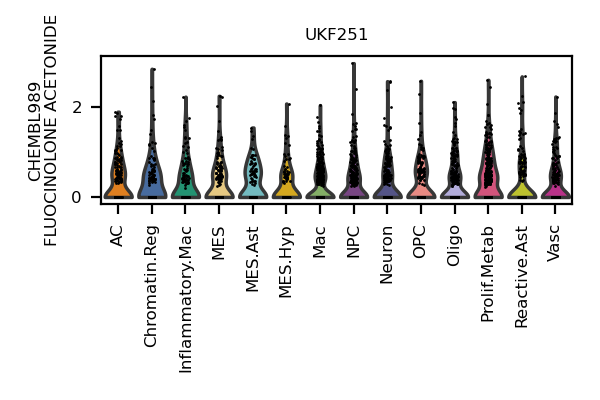 UKF251
CHEMBL989
FLUOCINOLONE ACETONIDE
2
0
AC
Chromatin.Reg
Inflammatory.Mac
MES
MES.Ast
MES.Hyp
Mac
NPC
Neuron
OPC
Oligo
Prolif.Metab
Reactive.Ast
Vasc